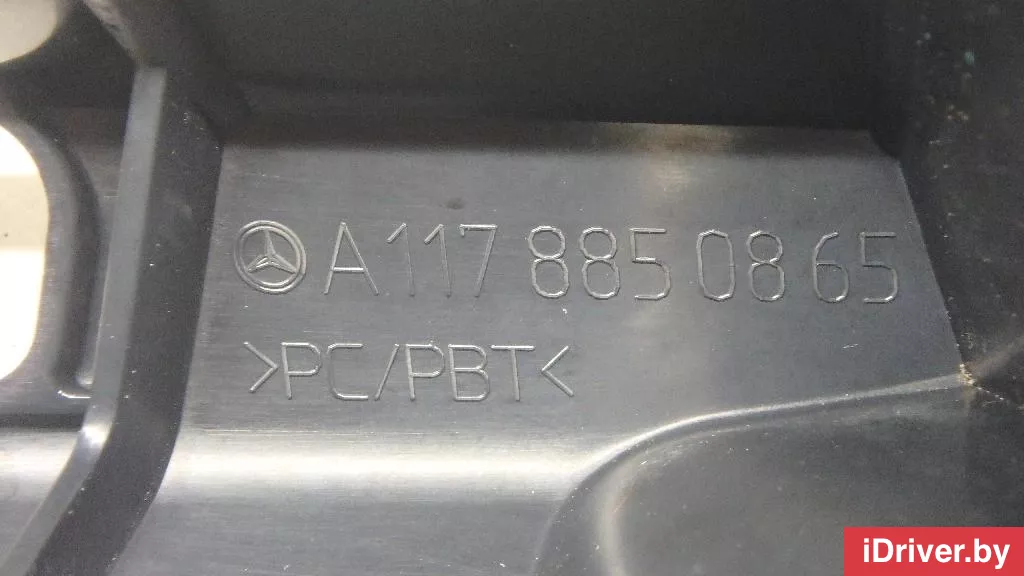 A 117 885 08 65
>PC/PBT<
iDriver.by